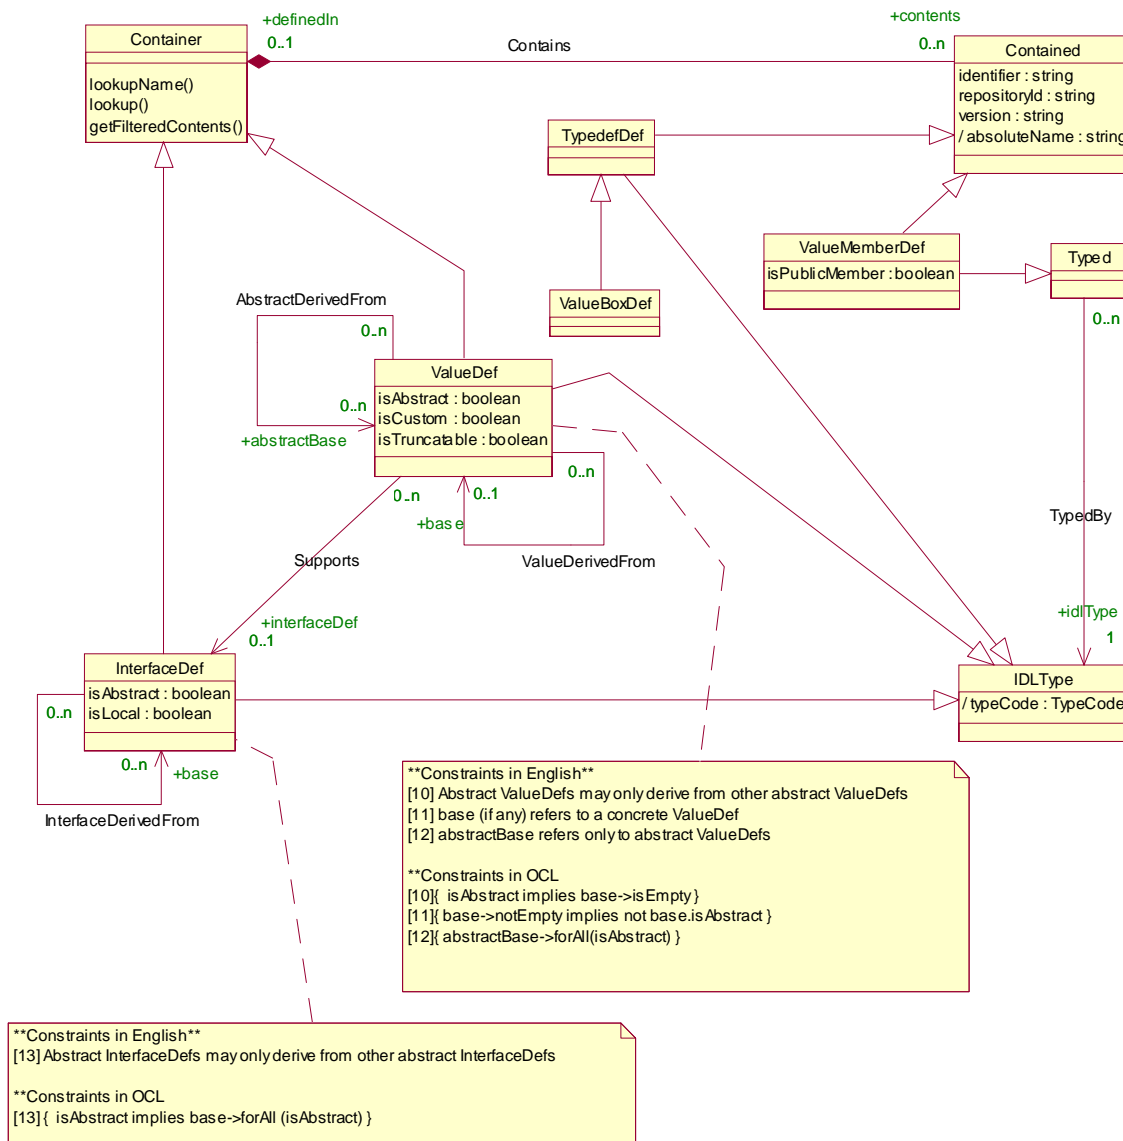 +definedIn
+contents
Container
0..1
Contains
0..n
Contained
lookupName()
lookup()
getFilteredContents()
identifier : string
repositoryId : string
version : string
/ absoluteName : string
TypedefDef
ValueMemberDef
isPublicMember : boolean
Typed
0..n
ValueBoxDef
AbstractDerivedFrom
0..n
ValueDef
isAbstract : boolean
isCustom : boolean
isTruncatable : boolean
0..n
+abstractBase
0..n
0..n
0..1
+base
ValueDerivedFrom
TypedBy
Supports
+interfaceDef
0..1
+idlType
1
InterfaceDef
isAbstract : boolean
isLocal : boolean
0..n
0..n
+base
InterfaceDerivedFrom
IDLType
/ typeCode : TypeCode
**Constraints in English**
[10] Abstract ValueDefs may only derive from other abstract ValueDefs
[11] base (if any) refers to a concrete ValueDef
[12] abstractBase refers only to abstract ValueDefs
**Constraints in OCL
[10]{ isAbstract implies base->isEmpty }
[11]{ base->notEmpty implies not base.isAbstract }
[12]{ abstractBase->forAll(isAbstract) }
**Constraints in English**
[13] Abstract InterfaceDefs may only derive from other abstract InterfaceDefs
**Constraints in OCL
[13] { isAbstract implies base->forAll (isAbstract) }